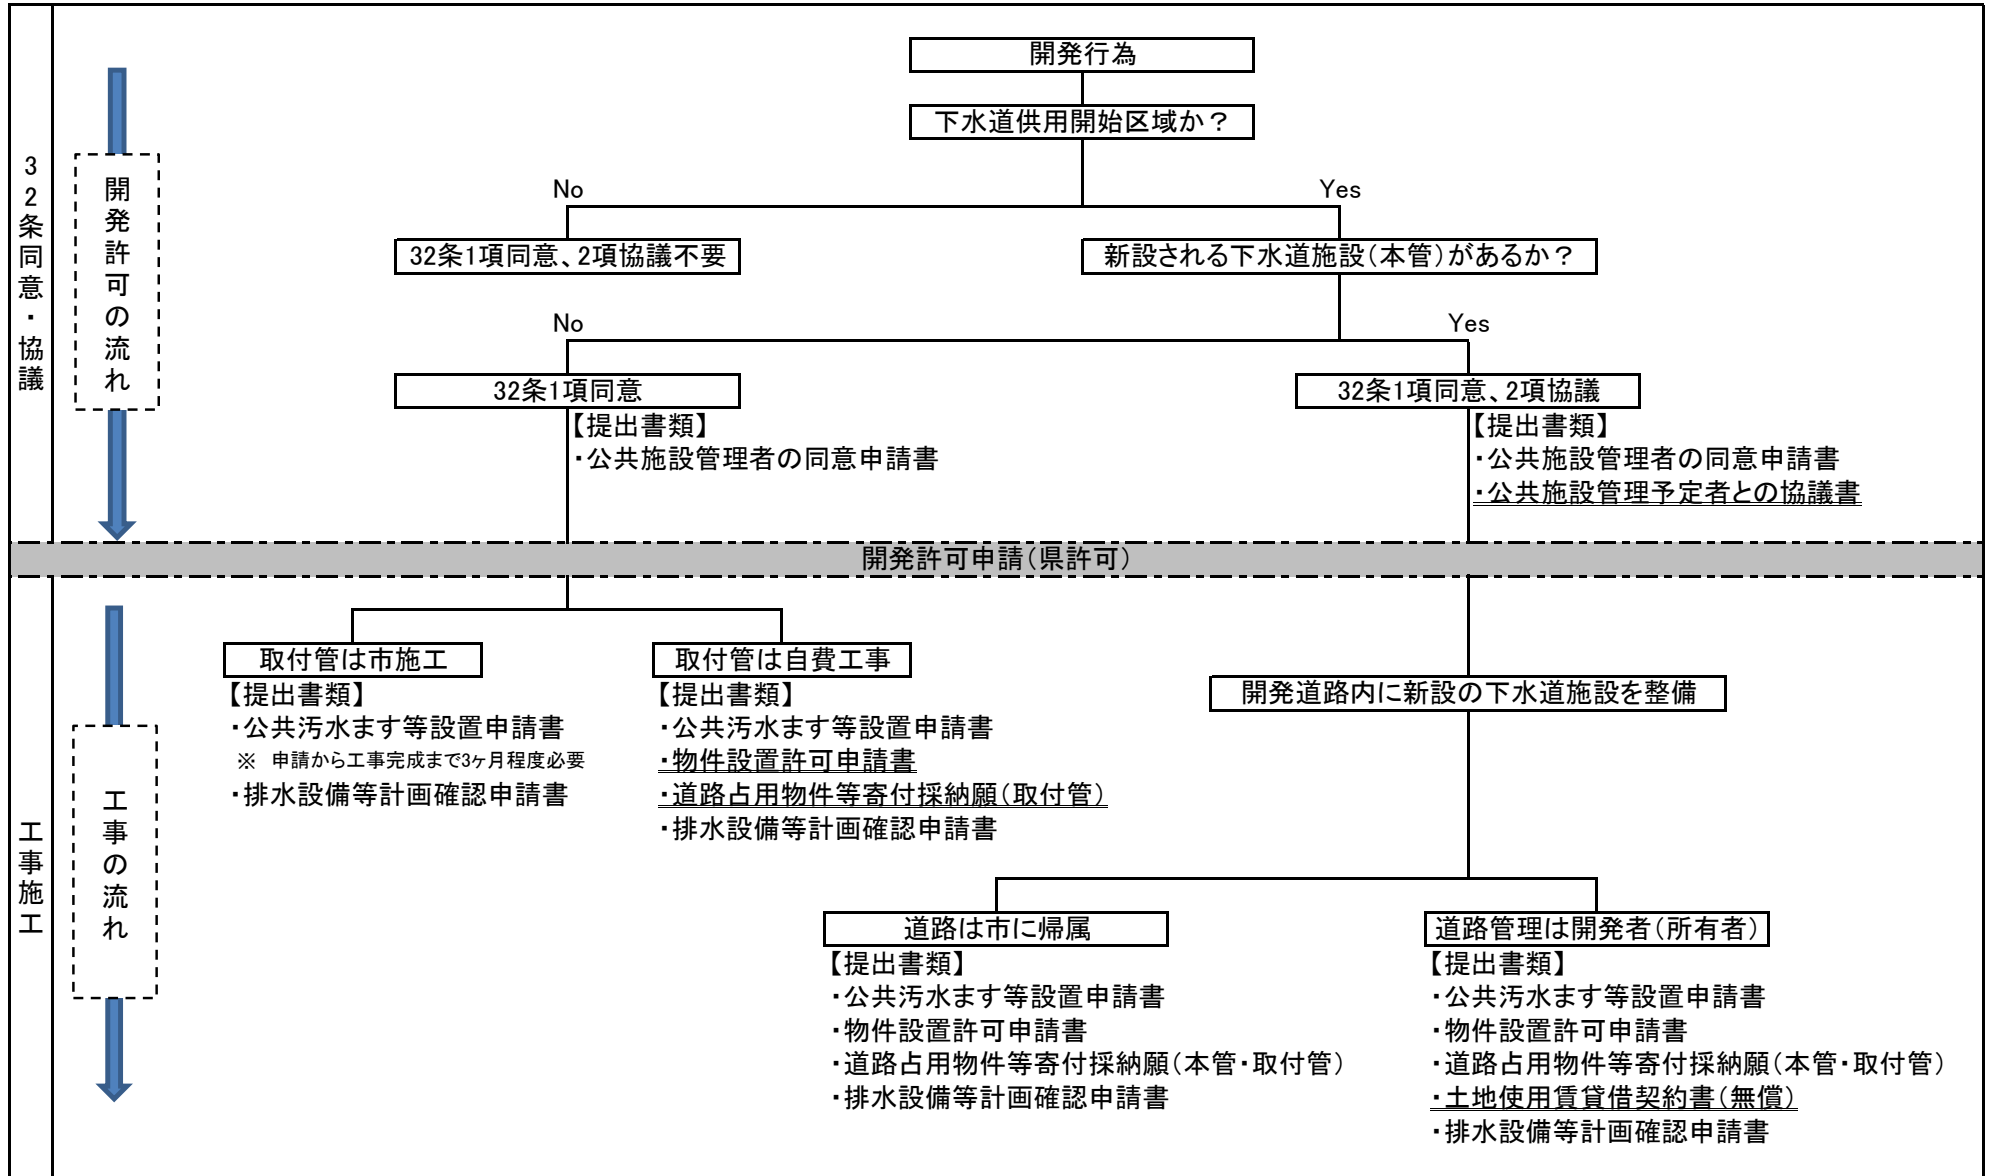 32条同意・協議
開発許可の流れ
開発行為
下水道供用開始区域か？
No
Yes
32条1項同意、2項協議不要
新設される下水道施設（本管）があるか？
No
Yes
32条1項同意
【提出書類】
・公共施設管理者の同意申請書
32条1項同意、2項協議
【提出書類】
・公共施設管理者の同意申請書
・公共施設管理予定者との協議書
開発許可申請（県許可）
工事施工
工事の流れ
取付管は市施工
【提出書類】
・公共汚水ます等設置申請書
※ 申請から工事完成まで3ヶ月程度必要
・排水設備等計画確認申請書
取付管は自費工事
【提出書類】
・公共汚水ます等設置申請書
・物件設置許可申請書
・道路占用物件等寄付採納願（取付管）
・排水設備等計画確認申請書
開発道路内に新設の下水道施設を整備
道路は市に帰属
【提出書類】
・公共汚水ます等設置申請書
・物件設置許可申請書
・道路占用物件等寄付採納願（本管・取付管）
・排水設備等計画確認申請書
道路管理は開発者（所有者）
【提出書類】
・公共汚水ます等設置申請書
・物件設置許可申請書
・道路占用物件等寄付採納願（本管・取付管）
・土地使用賃貸借契約書（無償）
・排水設備等計画確認申請書